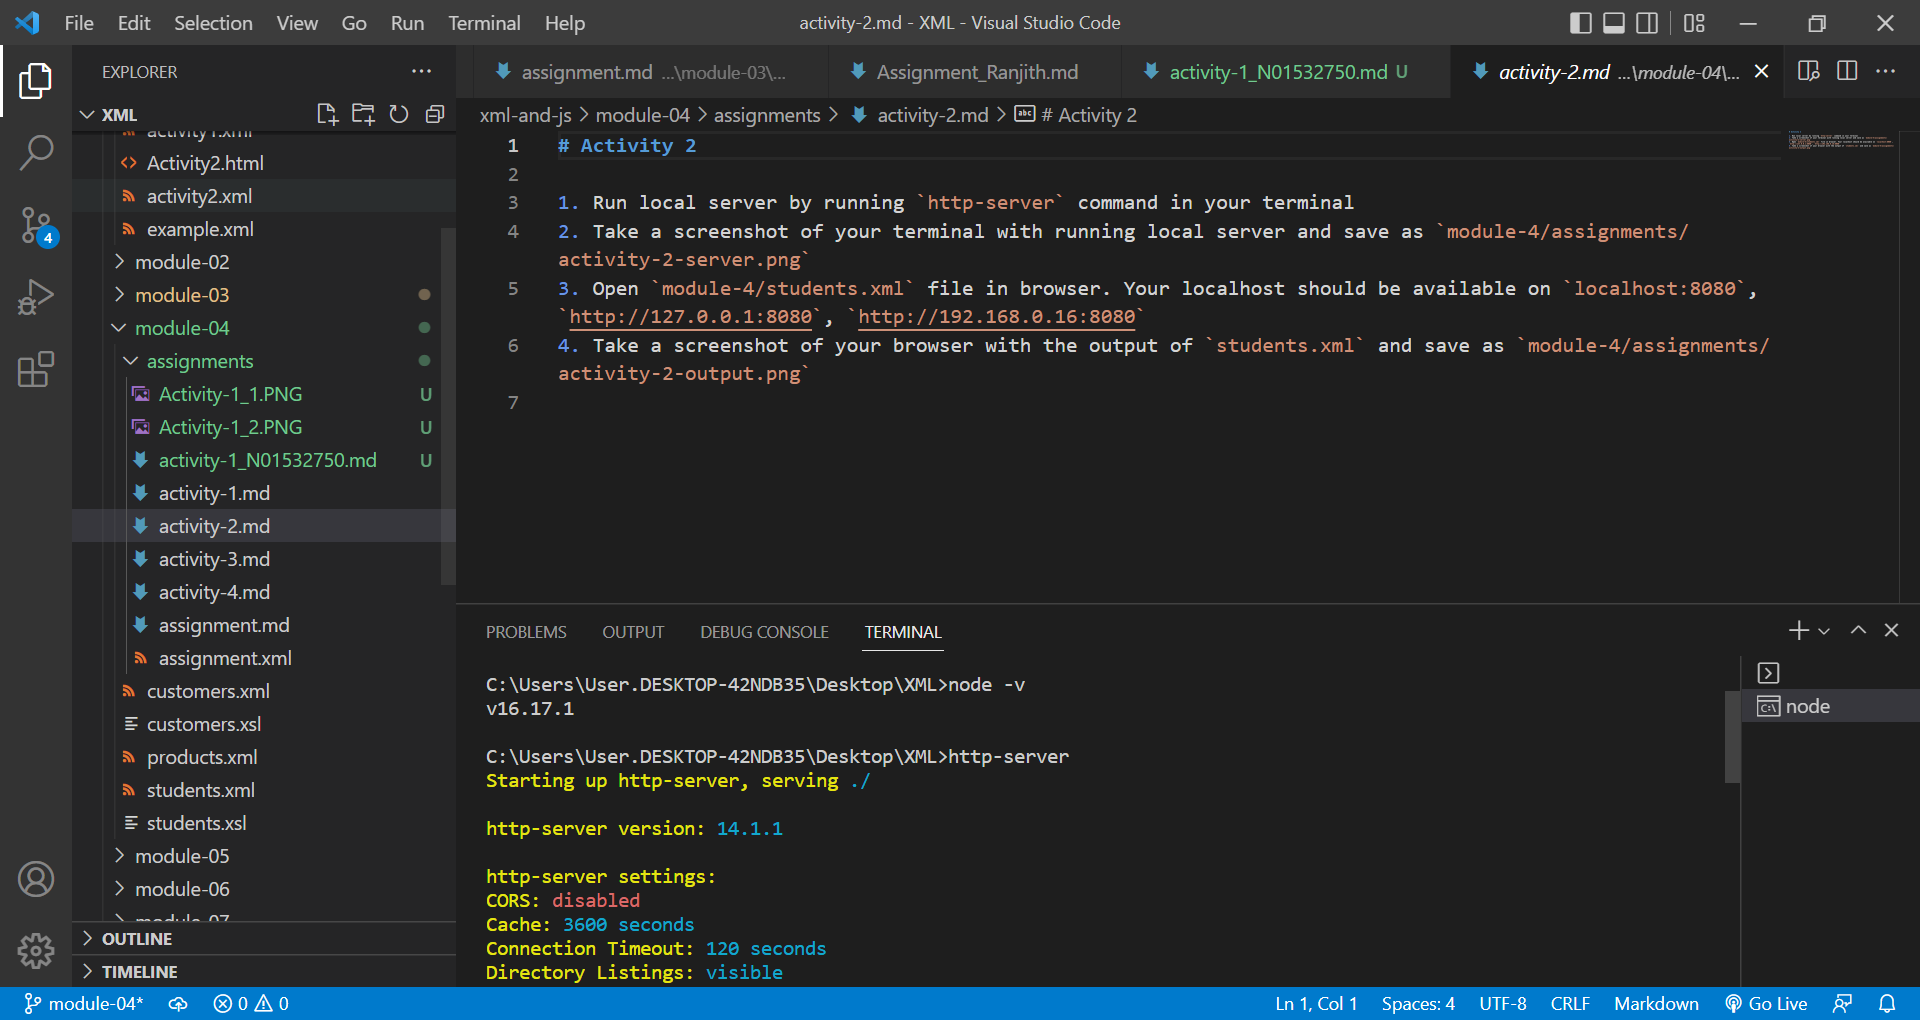 File Edit Selection View Go Run Terminal Help
activity-2.md - XML - Visual Studio Code
EXPLORER
XML
activity1.xml
Activity2.html
activity2.xml
example.xml
module-02
module-03
module-04
assignments
Activity-1_1.PNG U
Activity-1_2.PNG U
activity-1_N01532750.md U
activity-1.md
activity-2.md
activity-3.md
activity-4.md
assignment.md
assignment.xml
customers.xml
customers.xsl
products.xml
students.xml
students.xsl
module-05
module-06
module-07
OUTLINE
TIMELINE
4
assignment.md ...\module-03\...
Assignment_Ranjith.md
activity-1_N01532750.md U
activity-2.md ...\module-04\...
xml-and-js > module-04 > assignments > activity-2.md > abc # Activity 2
1 # Activity 2
2
3 1. Run local server by running `http-server` command in your terminal
4 2. Take a screenshot of your terminal with running local server and save as `module-4/assignments/
activity-2-server.png`
5 3. Open `module-4/students.xml` file in browser. Your localhost should be available on `localhost:8080`,
`http://127.0.0.1:8080`, `http://192.168.0.16:8080`
6 4. Take a screenshot of your browser with the output of `students.xml` and save as `module-4/assignments/
activity-2-output.png`
7
PROBLEMS OUTPUT DEBUG CONSOLE TERMINAL
C:\Users\User.DESKTOP-42NDB35\Desktop\XML>node -v
v16.17.1
C:\Users\User.DESKTOP-42NDB35\Desktop\XML>http-server
Starting up http-server, serving ./
http-server version: 14.1.1
http-server settings:
CORS: disabled
Cache: 3600 seconds
Connection Timeout: 120 seconds
Directory Listings: visible
node
module-04* 0 0
Ln 1, Col 1 Spaces: 4 UTF-8 CRLF Markdown Go Live